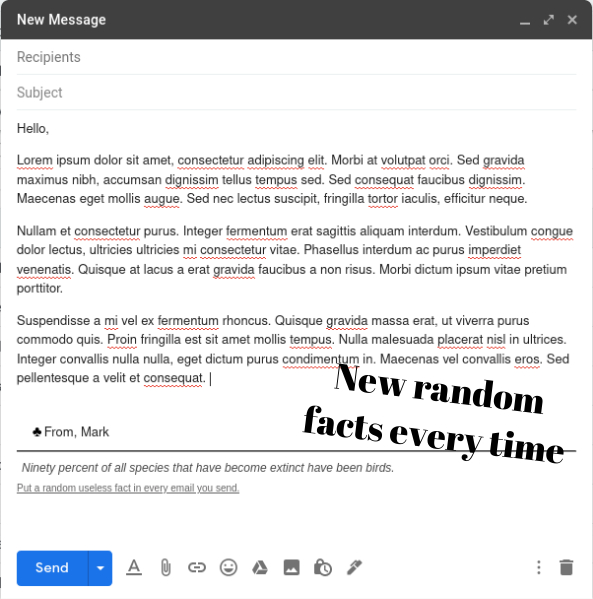 New Message
Recipients
Subject
Hello,
Lorem ipsum dolor sit amet, consectetur adipiscing elit. Morbi at volutpat orci. Sed gravida
maximus nibh, accumsan dignissim tellus tempus sed. Sed consequat faucibus dignissim.
Maecenas eget mollis augue. Sed nec lectus suscipit, fringilla tortor iaculis, efficitur neque.
Nullam et consectetur purus. Integer fermentum erat sagittis aliquam interdum. Vestibulum congue
dolor lectus, ultricies ultricies mi consectetur vitae. Phasellus interdum ac purus imperdiet
venenatis. Quisque at lacus a erat gravida faucibus a non risus. Morbi dictum ipsum vitae pretium
porttitor.
Suspendisse a mi vel ex fermentum rhoncus. Quisque gravida massa erat, ut viverra purus
commodo quis. Proin fringilla est sit amet mollis tempus. Nulla malesuada placerat nisl in ultrices.
Integer convallis nulla nulla, eget dictum purus condimentum in. Maecenas vel convallis eros. Sed
pellentesque a velit et consequat.
New random
facts every time
♣ From, Mark
Ninety percent of all species that have become extinct have been birds.
Put a random useless fact in every email you send.
Send